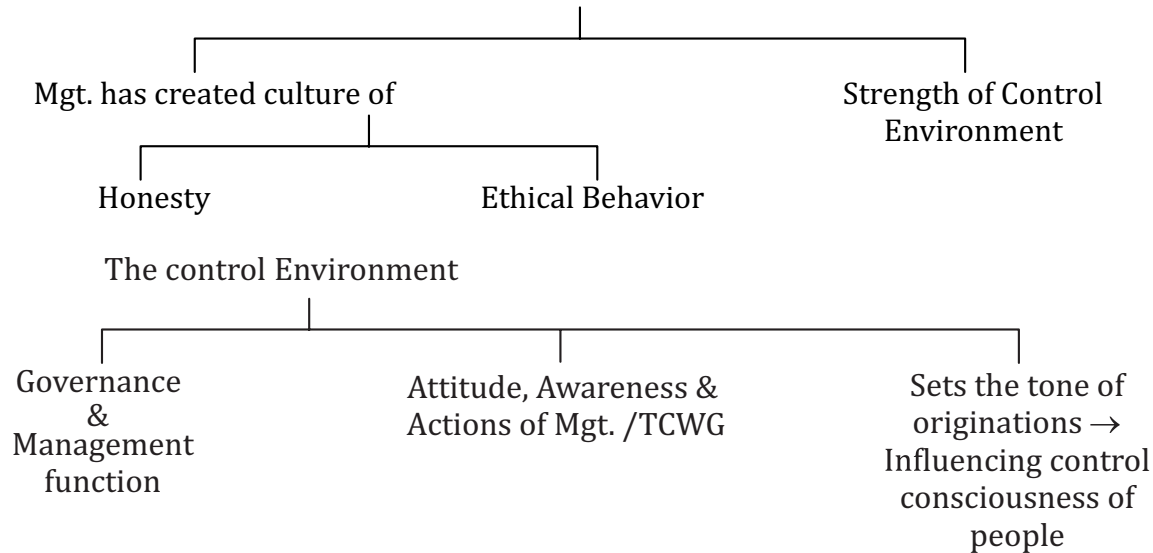 Mgt. has created culture of
Strength of Control
Environment
Honesty
Ethical Behavior
The control Environment
Governance
&
Management
function
Attitude, Awareness &
Actions of Mgt. /TCWG
Sets the tone of
originations →
Influencing control
consciousness of
people